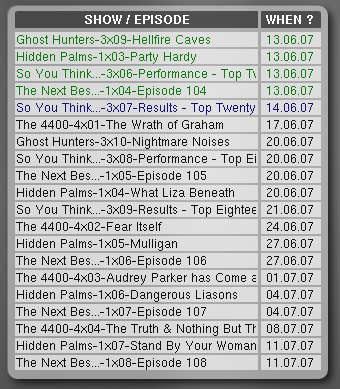 SHOW / EPISODE WHEN ?
Ghost Hunters-3x09-Hellfire Caves 13.06.07
Hidden Palms-1x03-Party Hardy 13.06.07
So You Think...-3x06-Performance - Top Tw 13.06.07
The Next Bes...-1x04-Episode 104 13.06.07
So You Think...-3x07-Results - Top Twenty 14.06.07
The 4400-4x01-The Wrath of Graham 17.06.07
Ghost Hunters-3x10-Nightmare Noises 20.06.07
So You Think...-3x08-Performance - Top Ei 20.06.07
The Next Bes...-1x05-Episode 105 20.06.07
Hidden Palms-1x04-What Liza Beneath 20.06.07
So You Think...-3x09-Results - Top Eightee 21.06.07
The 4400-4x02-Fear Itself 24.06.07
Hidden Palms-1x05-Mulligan 27.06.07
The Next Bes...-1x06-Episode 106 27.06.07
The 4400-4x03-Audrey Parker has Come a 01.07.07
Hidden Palms-1x06-Dangerous Liasons 04.07.07
The Next Bes...-1x07-Episode 107 04.07.07
The 4400-4x04-The Truth & Nothing But Th 08.07.07
Hidden Palms-1x07-Stand By Your Woman 11.07.07
The Next Bes...-1x08-Episode 108 11.07.07